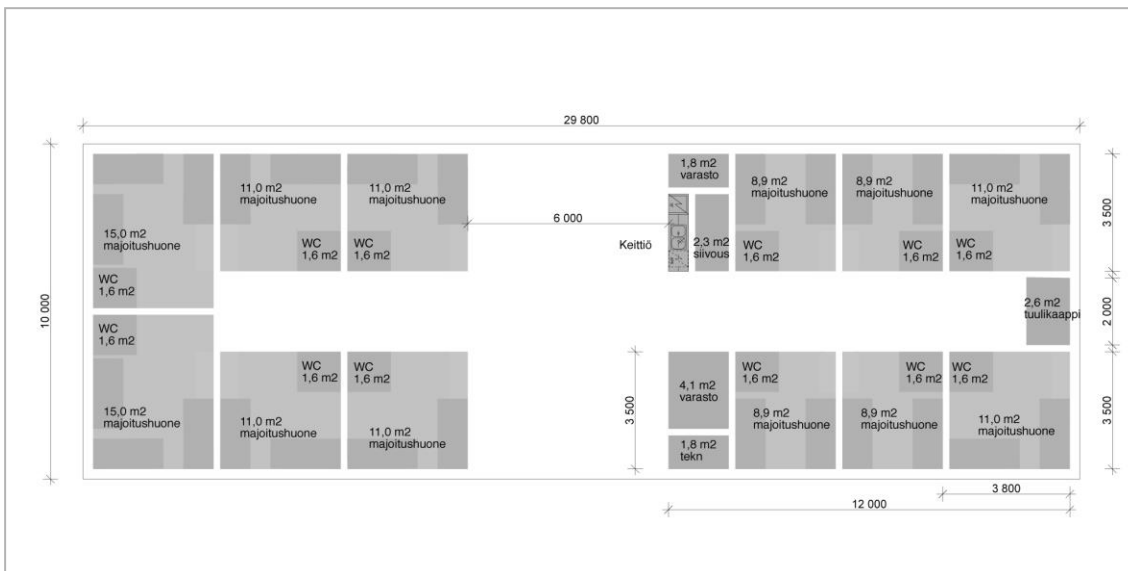 29 800
10 000
15,0 m2
majoitushuone
WC
1,6 m2
11,0 m2
majoitushuone
WC
1,6 m2
11,0 m2
majoitushuone
WC
1,6 m2
6 000
Keittiö
1,8 m2
varasto
2,3 m2
siivous
8,9 m2
majoitushuone
WC
1,6 m2
8,9 m2
majoitushuone
WC
1,6 m2
11,0 m2
majoitushuone
WC
1,6 m2
3 500
2,6 m2
tuulikaappi
2 000
WC
1,6 m2
15,0 m2
majoitushuone
WC
1,6 m2
11,0 m2
majoitushuone
WC
1,6 m2
11,0 m2
majoitushuone
3 500
4,1 m2
varasto
1,8 m2
tekn
WC
1,6 m2
8,9 m2
majoitushuone
WC
1,6 m2
8,9 m2
majoitushuone
WC
1,6 m2
11,0 m2
majoitushuone
3 500
3 800
12 000